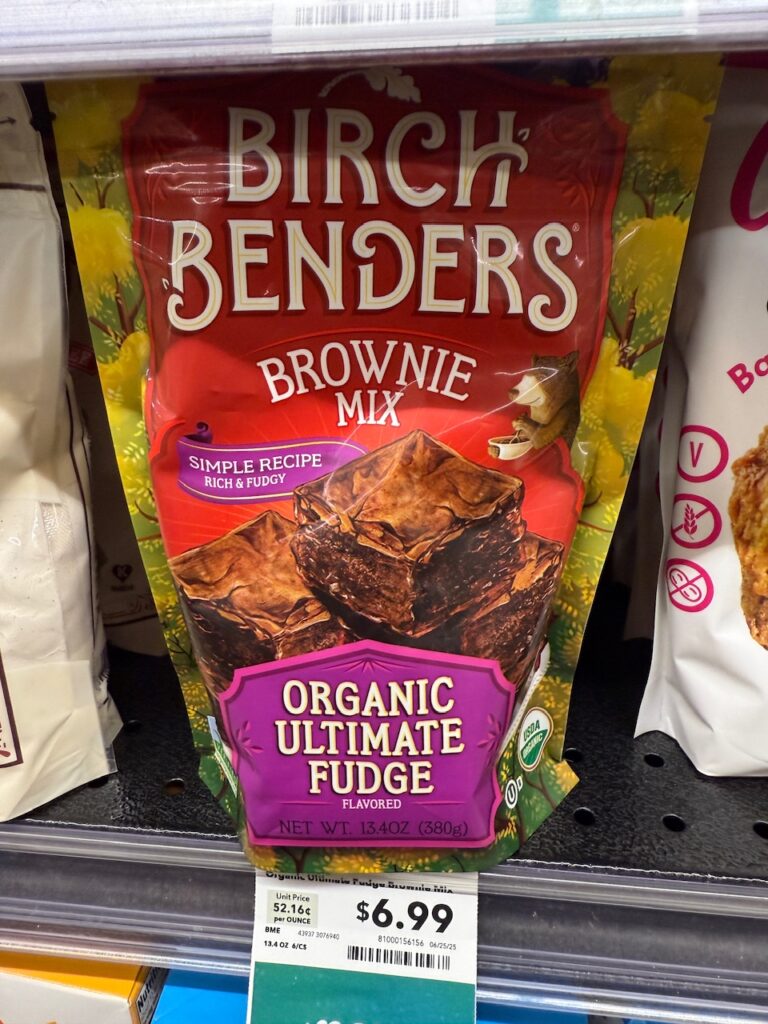 BIRCH
BENDERS®
BROWNIE
MIX
SIMPLE RECIPE
RICH & FUDGY
V
ORGANIC
ULTIMATE
FUDGE
FLAVORED
NET WT. 13.4OZ (380g)
USDA
ORGANIC
U
Organic Ultimate Fudge Brownie Mix
Unit Price
52.16¢
per OUNCE
$6.99
BME
43937 3076940
81000156156 06/25/25
13.4 OZ 6/CS